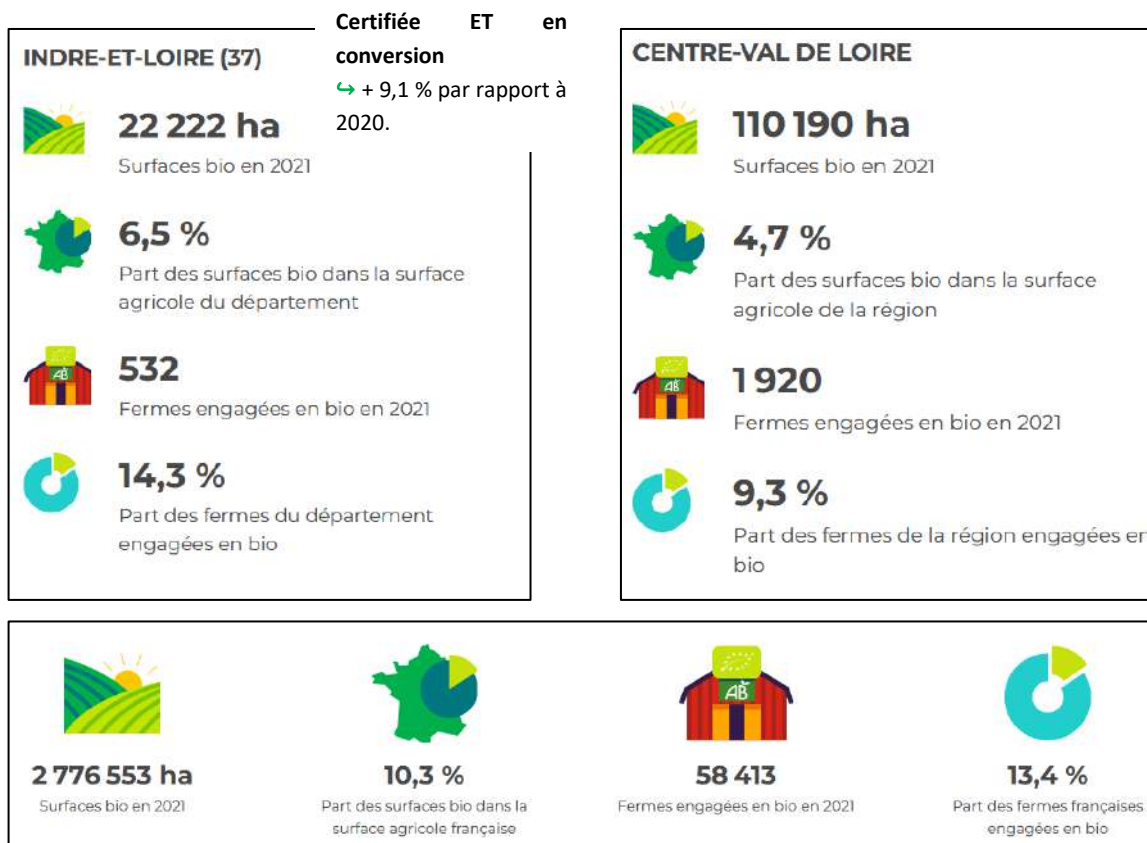 Certifiée ET en
conversion
↪ + 9,1 % par rapport à
2020.
INDRE-ET-LOIRE (37)
22 222 ha
Surfaces bio en 2021
6,5 %
Part des surfaces bio dans la surface
agricole du département
AB
532
Fermes engagées en bio en 2021
14,3 %
Part des fermes du département
engagées en bio
CENTRE-VAL DE LOIRE
110 190 ha
Surfaces bio en 2021
4,7 %
Part des surfaces bio dans la surface
agricole de la région
AB
1 920
Fermes engagées en bio en 2021
9,3 %
Part des fermes de la région engagées en
bio
2 776 553 ha
Surfaces bio en 2021
10,3 %
Part des surfaces bio dans la
surface agricole française
AB
58 413
Fermes engagées en bio en 2021
13,4 %
Part des fermes françaises
engagées en bio